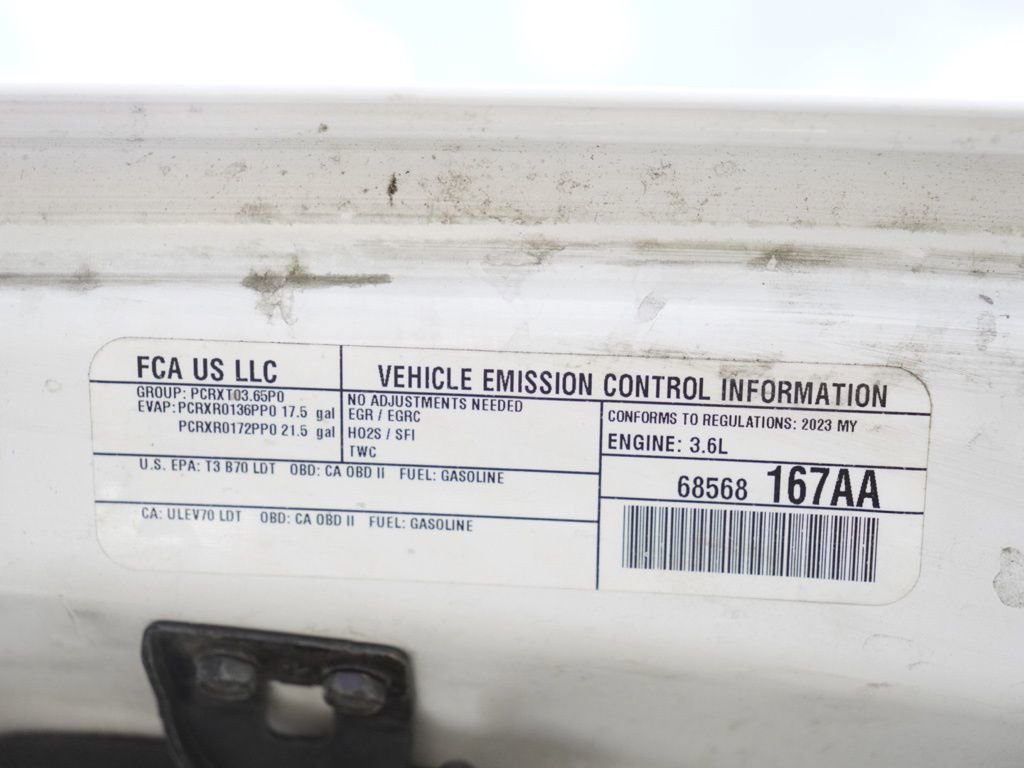 FCA US LLC
VEHICLE EMISSION CONTROL INFORMATION
GROUP: PCRXT03.65P0
EVAP: PCRXR0136PP0 17.5 gal
PCRXR0172PP0 21.5 gal
NO ADJUSTMENTS NEEDED
EGR / EGRC
HO2S / SFI
TWC
CONFORMS TO REGULATIONS: 2023 MY
ENGINE: 3.6L
U.S. EPA: T3 B70 LDT OBD: CA OBD II FUEL: GASOLINE
68568 167AA
CA: ULEV70 LDT OBD: CA OBD II FUEL: GASOLINE